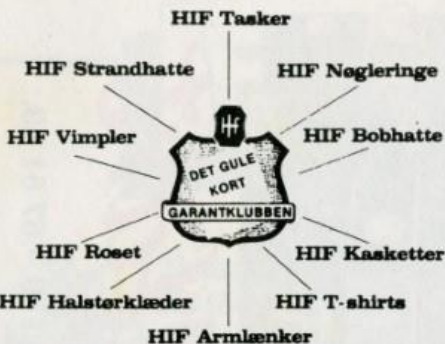 HIF Tasker
HIF Strandhatte
HIF Nøgleringe
Hif
HIF Vimpler
HIF Bobhatte
DET GULE
KORT
GARANTKLUBBEN
HIF Roset
HIF Kasketter
HIF Halstørklæder
HIF T-shirts
HIF Armlænker